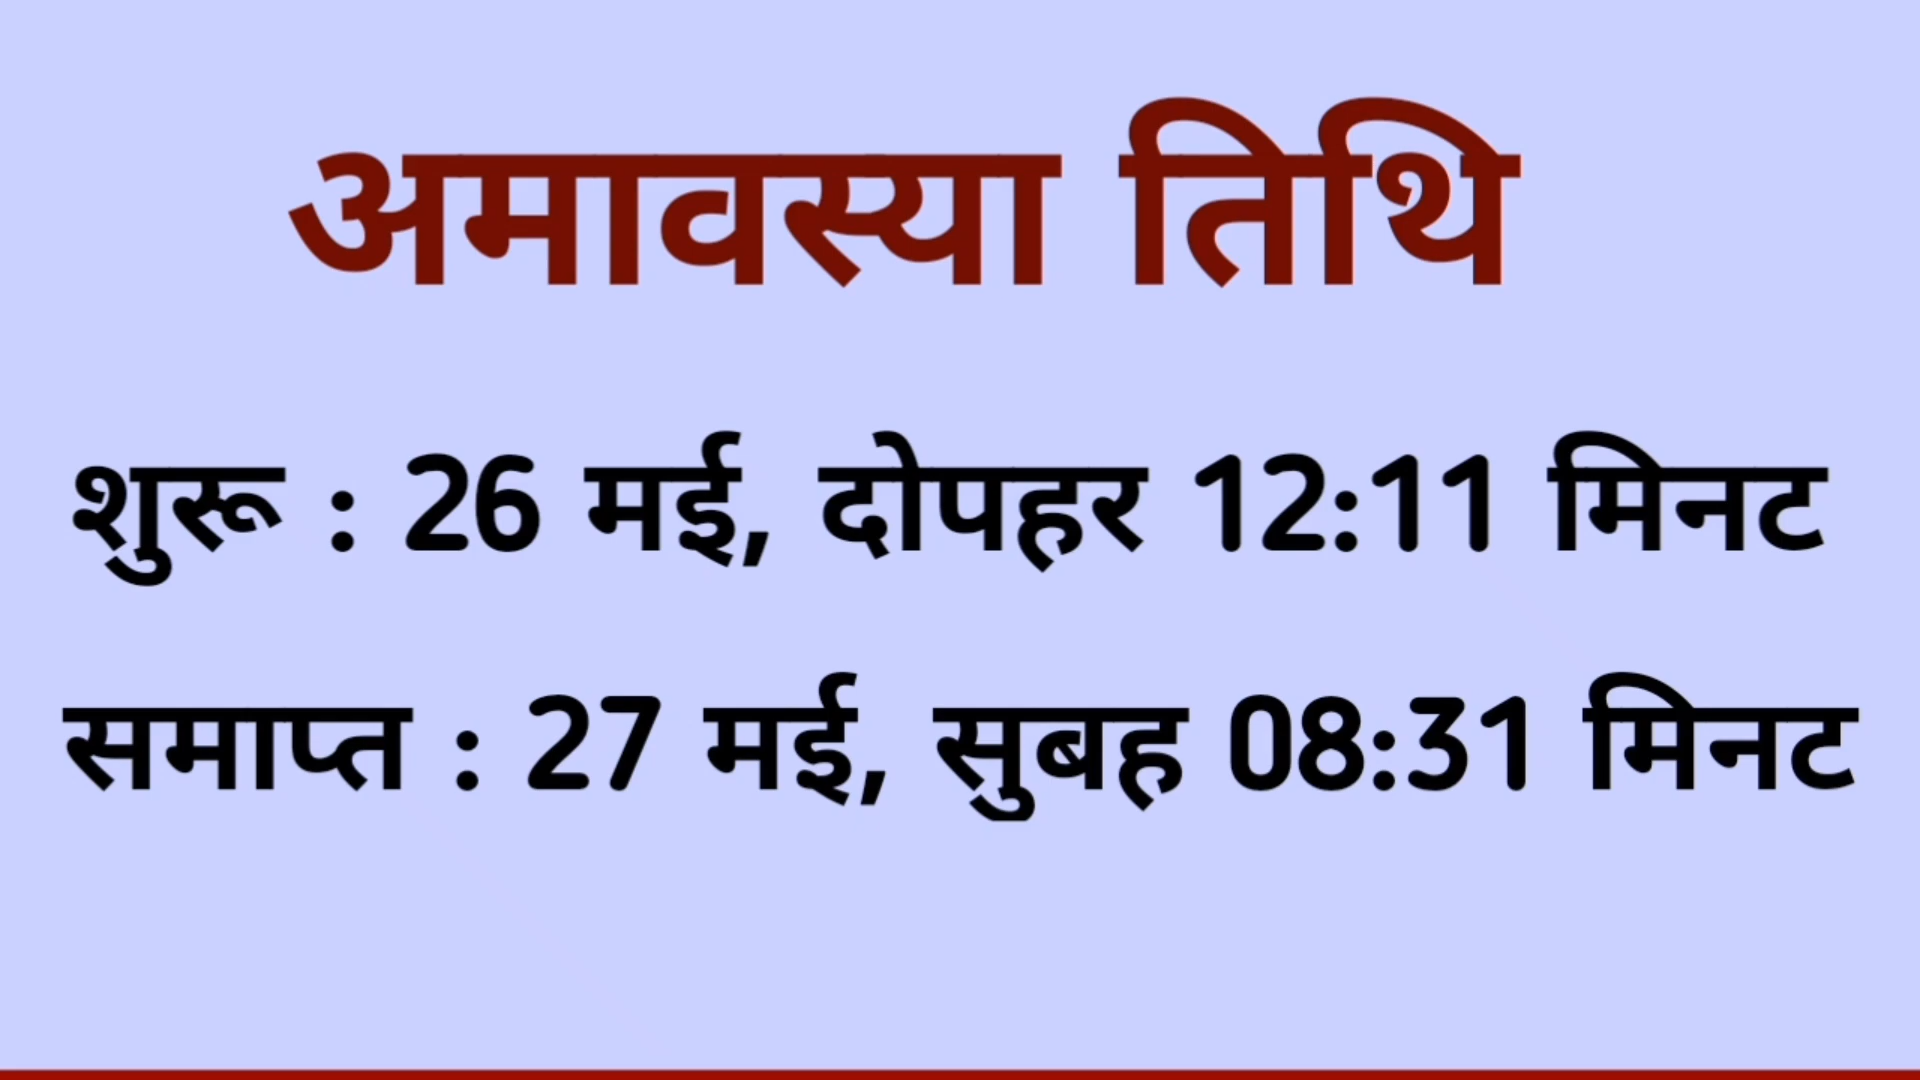 अमावस्या तिथि
शुरू : 26 मई, दोपहर 12:11 मिनट
समाप्त : 27 मई, सुबह 08:31 मिनट